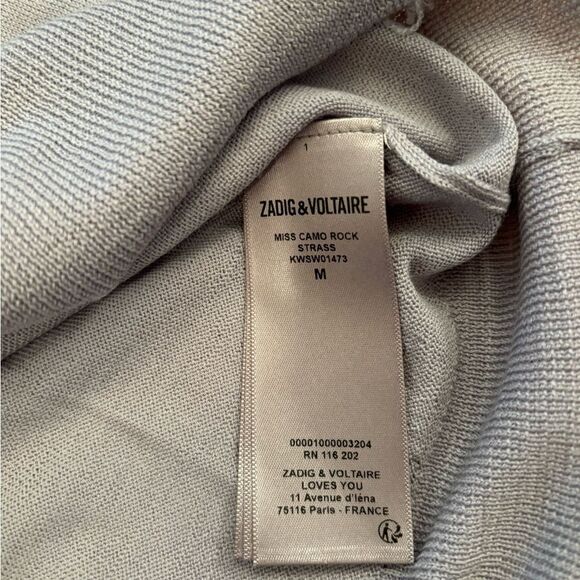 1
ZADIG&VOLTAIRE
MISS CAMO ROCK
STRASS
KWSW01473
M
00001000003204
RN 116 202
ZADIG & VOLTAIRE
LOVES YOU
11 Avenue d'Iéna
75116 Paris - FRANCE